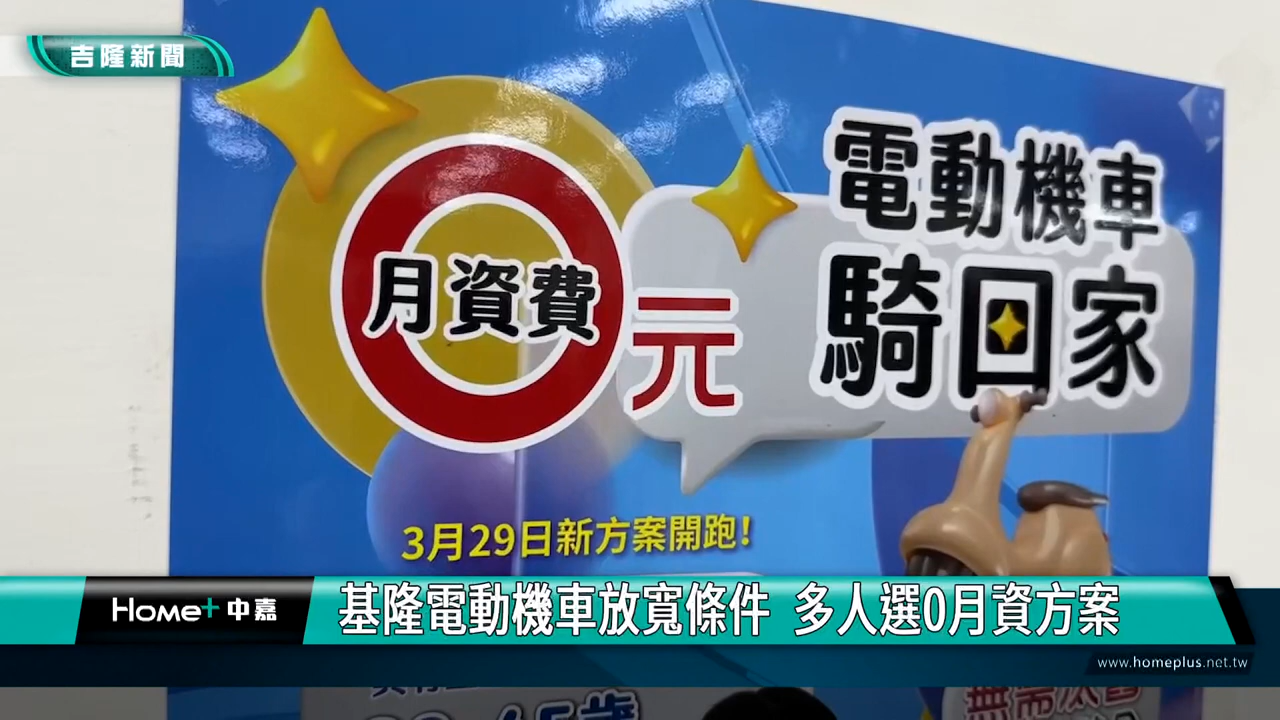 吉隆新聞
電動機車
騎回家
月資費
元
3月29日新方案開跑!
Home+中嘉
基隆電動機車放寬條件 多人選0月資方案
www.homeplus.net.tw